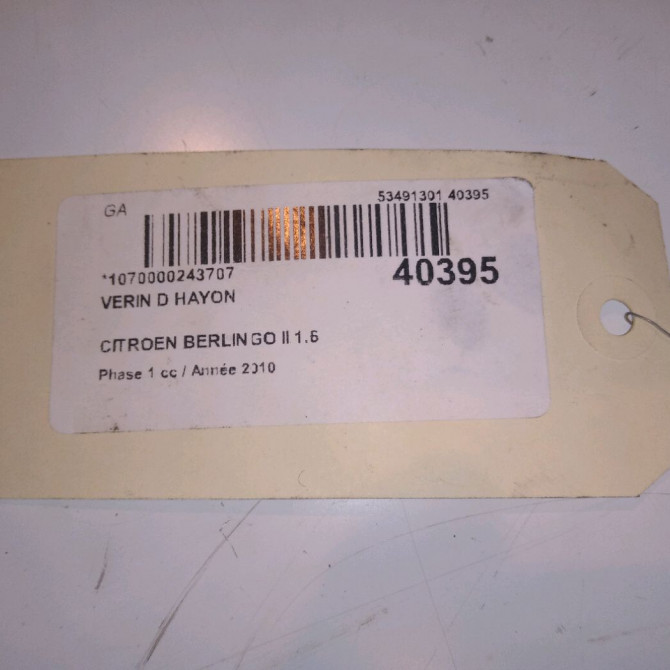 GA
53491301 40395
*1070000243707
40395
VERIN D HAYON
CITROEN BERLINGO II 1.6
Phase 1 cc / Année 2010